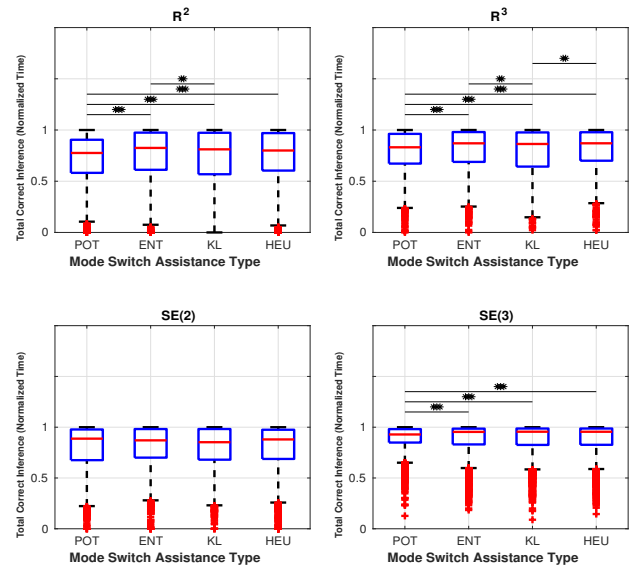 R²
Total Correct Inference (Normalized Time)
1
0.5
0
** *** *** ***
POT ENT KL HEU
Mode Switch Assistance Type
R³
Total Correct Inference (Normalized Time)
1
0.5
0
* ** *** *** ***
POT ENT KL HEU
Mode Switch Assistance Type
SE(2)
Total Correct Inference (Normalized Time)
1
0.5
0
POT ENT KL HEU
Mode Switch Assistance Type
SE(3)
Total Correct Inference (Normalized Time)
1
0.5
0
*** *** ***
POT ENT KL HEU
Mode Switch Assistance Type